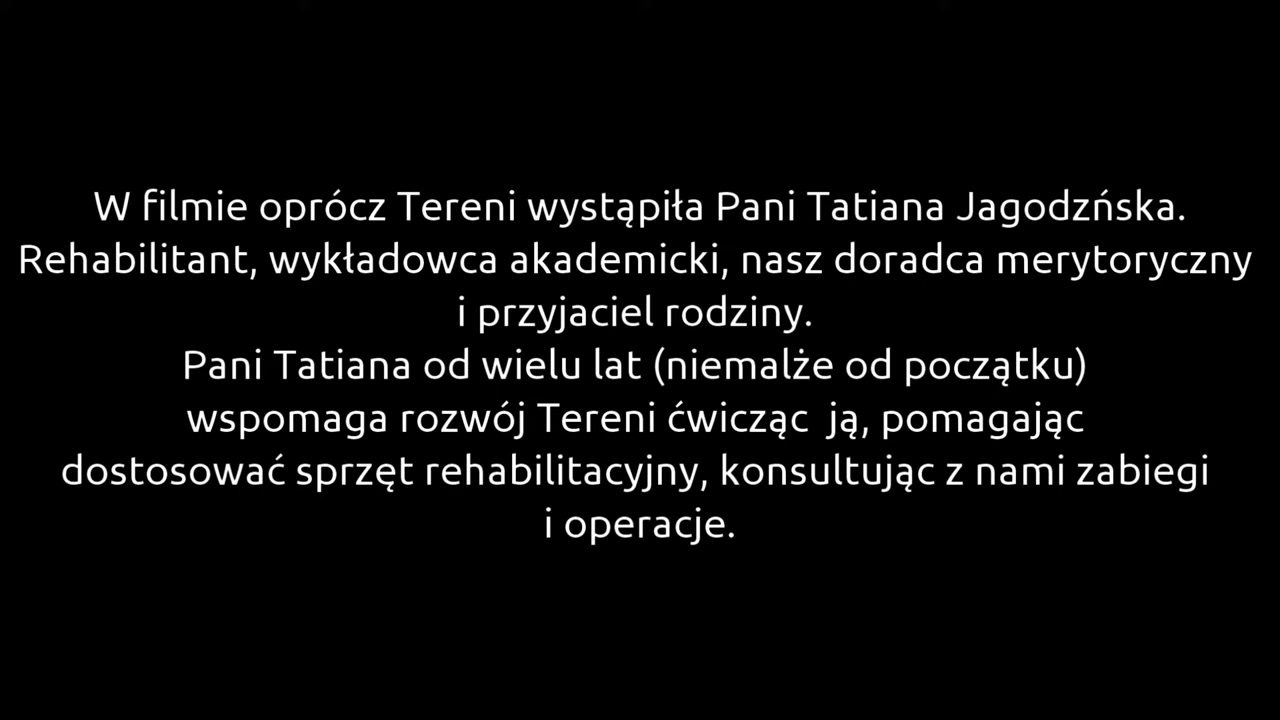 W filmie oprócz Tereni wystąpiła Pani Tatiana Jagodzńska.
Rehabilitant, wykładowca akademicki, nasz doradca merytoryczny
i przyjaciel rodziny.
Pani Tatiana od wielu lat (niemalże od początku)
wspomaga rozwój Tereni ćwicząc  ją, pomagając
dostosować sprzęt rehabilitacyjny, konsultując z nami zabiegi
i operacje.